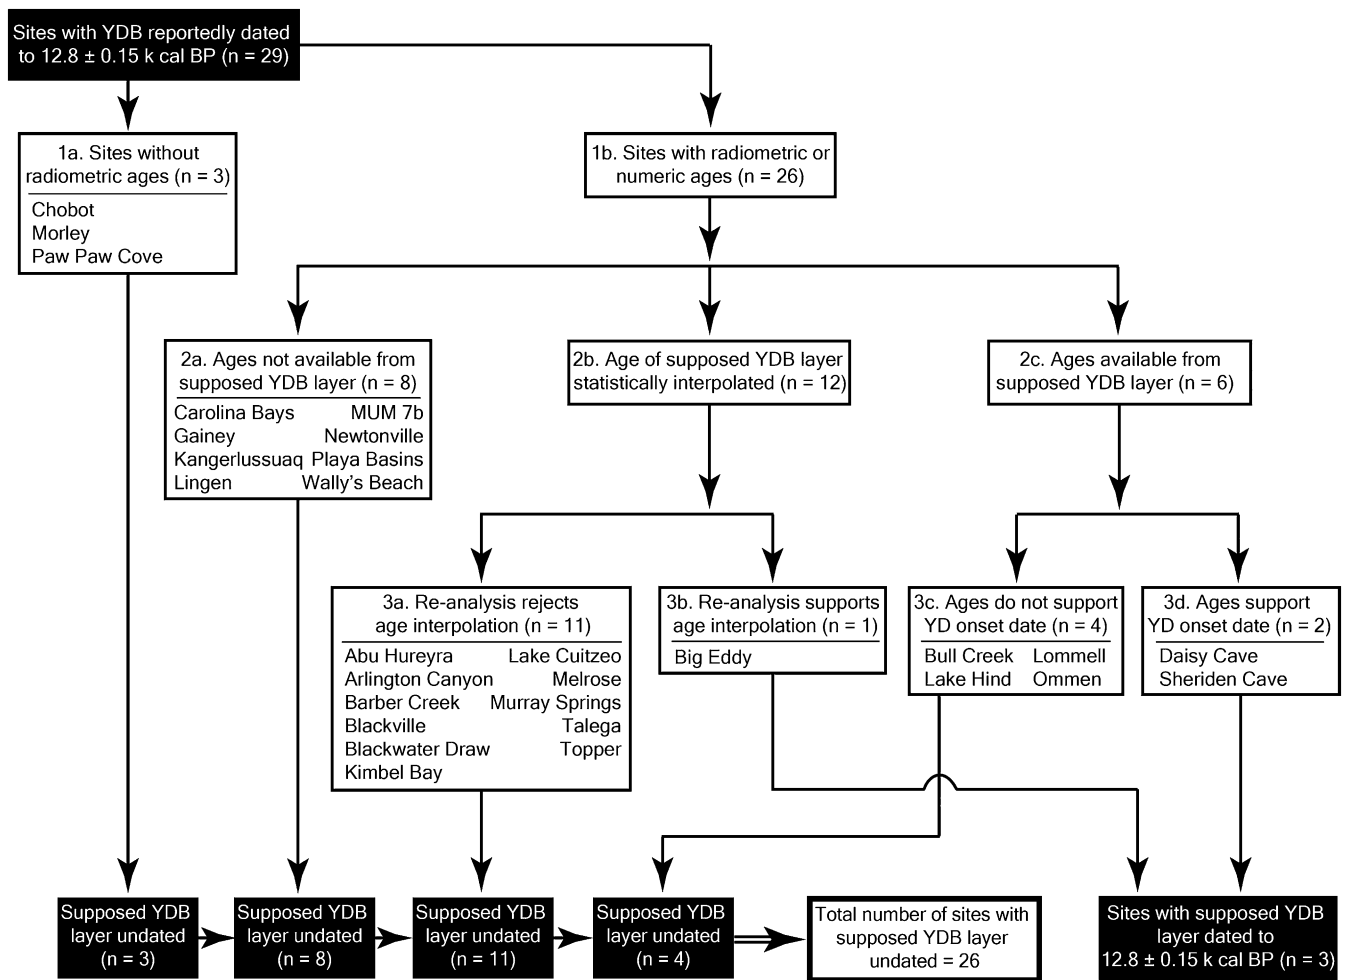 Sites with YDB reportedly dated
to 12.8 ± 0.15 k cal BP (n = 29)
1a. Sites without
radiometric ages (n = 3)
Chobot
Morley
Paw Paw Cove
1b. Sites with radiometric or
numeric ages (n = 26)
2a. Ages not available from
supposed YDB layer (n = 8)
Carolina Bays MUM 7b
Gainey Newtonville
Kangerlussuaq Playa Basins
Lingen Wally's Beach
2b. Age of supposed YDB layer
statistically interpolated (n = 12)
2c. Ages available from
supposed YDB layer (n = 6)
3a. Re-analysis rejects
age interpolation (n = 11)
Abu Hureyra Lake Cuitzeo
Arlington Canyon Melrose
Barber Creek Murray Springs
Blackville Talega
Blackwater Draw Topper
Kimbel Bay
3b. Re-analysis supports
age interpolation (n = 1)
Big Eddy
3c. Ages do not support
YD onset date (n = 4)
Bull Creek Lommell
Lake Hind Ommen
3d. Ages support
YD onset date (n = 2)
Daisy Cave
Sheriden Cave
Supposed YDB
layer undated
(n = 3)
Supposed YDB
layer undated
(n = 8)
Supposed YDB
layer undated
(n = 11)
Supposed YDB
layer undated
(n = 4)
Total number of sites with
supposed YDB layer
undated = 26
Sites with supposed YDB
layer dated to
12.8 ± 0.15 k cal BP (n = 3)